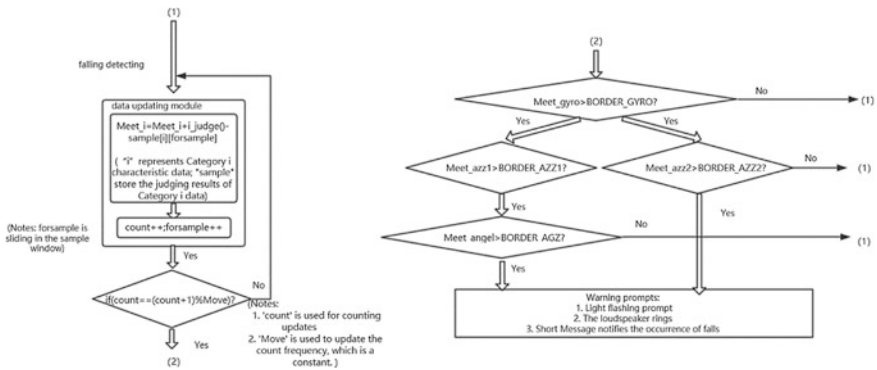 (1)
falling detecting
data updating module
Meet_i=Meet_i+i_judge()-
sample[i][forsample]
( "i" represents Category i
characteristic data; "sample"
store the judging results of
Category i data)
(Notes: forsample is
sliding in the sample
window)
count++;forsample++
Yes
if(count==(count+1)%Move)?
No
(Notes:
1. 'count' is used for counting
updates
2. 'Move' is used to update the
count frequency, which is a
constant. )
Yes
(2)
(2)
Meet_gyro>BORDER_GYRO?
No
(1)
Yes
Yes
Meet_azz1>BORDER_AZZ1?
Meet_azz2>BORDER_AZZ2?
No
(1)
Yes
Yes
Meet angel>BORDER_AGZ?
No
(1)
Yes
Warning prompts:
1. Light flashing prompt
2. The loudspeaker rings
3. Short Message notifies the occurrence of falls